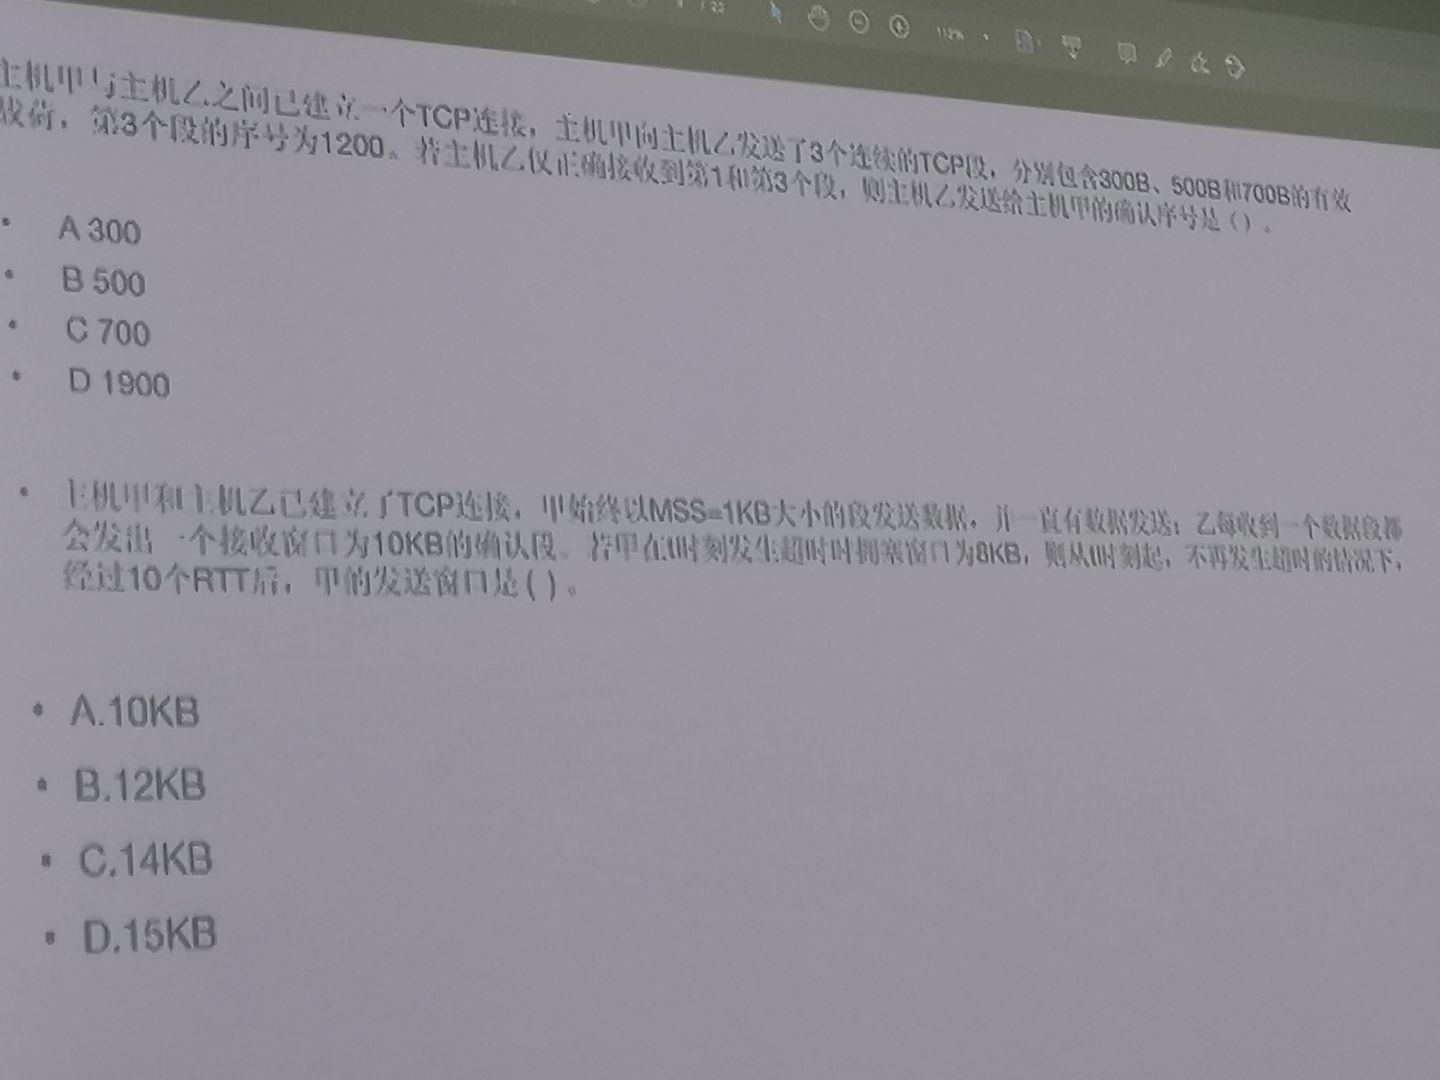 / 22
112%
主机甲与主机乙之间已建立一个TCP连接，主机甲向主机乙发送了3个连续的TCP段，分别包含300B、500B和700B的有效
载荷，第3个段的序号为1200。若主机乙仅正确接收到第1和第3个段，则主机乙发送给主机甲的确认序号是（）。
• A 300
• B 500
• C 700
• D 1900
• 主机甲和主机乙已建立了TCP连接，甲始终以MSS=1KB大小的段发送数据，并一直有数据发送；乙每收到一个数据段都
会发出一个接收窗口为10KB的确认段。若甲在t时刻发生超时时拥塞窗口为8KB，则从t时刻起，不再发生超时的情况下，
经过10个RTT后，甲的发送窗口是( )。
• A.10KB
• B.12KB
• C.14KB
• D.15KB